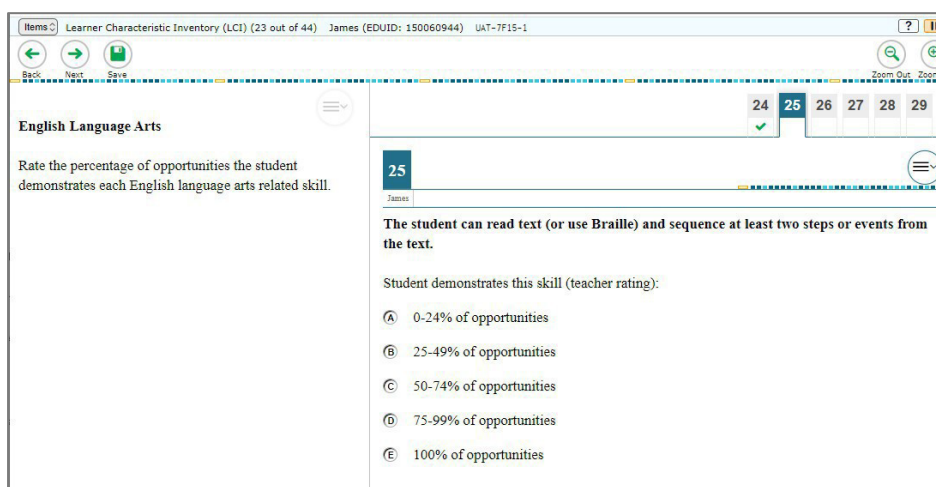 Items Learner Characteristic Inventory (LCI) (23 out of 44) James (EDUID: 150060944) UAT-7F15-1 ?
Back Next Save Zoom Out Zoo
English Language Arts
Rate the percentage of opportunities the student
demonstrates each English language arts related skill.
24 25 26 27 28 29
25
James
The student can read text (or use Braille) and sequence at least two steps or events from
the text.
Student demonstrates this skill (teacher rating):
A 0-24% of opportunities
B 25-49% of opportunities
C 50-74% of opportunities
D 75-99% of opportunities
E 100% of opportunities